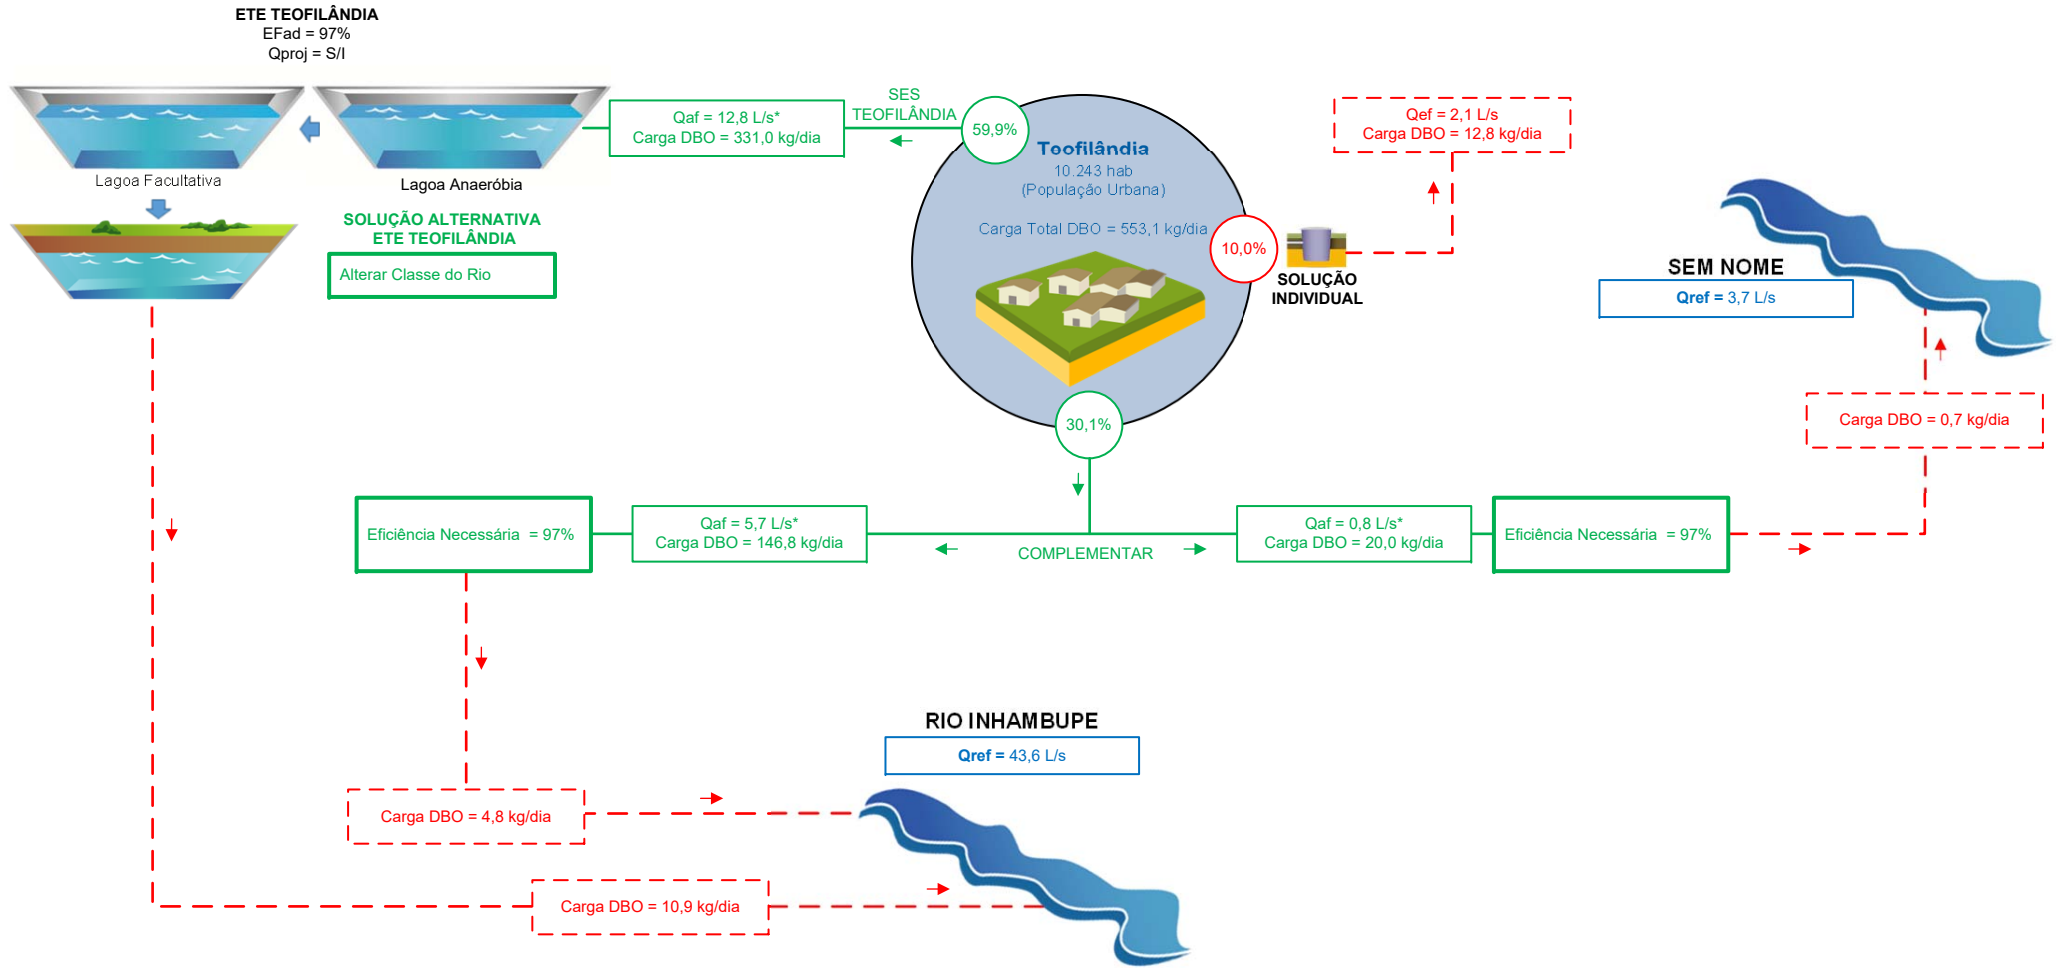 ETE TEOFILÂNDIA
EFad = 97%
Qproj = S/I
Lagoa Facultativa
Lagoa Anaeróbia
SOLUÇÃO ALTERNATIVA
ETE TEOFILÂNDIA
Alterar Classe do Rio
Qaf = 12,8 L/s*
Carga DBO = 331,0 kg/dia
SES
TEOFILÂNDIA
59,9%
Teofilândia
10.243 hab
(População Urbana)
Carga Total DBO = 553,1 kg/dia
10,0%
SOLUÇÃO
INDIVIDUAL
Qef = 2,1 L/s
Carga DBO = 12,8 kg/dia
30,1%
SEM NOME
Qref = 3,7 L/s
Carga DBO = 0,7 kg/dia
Eficiência Necessária = 97%
Qaf = 5,7 L/s*
Carga DBO = 146,8 kg/dia
COMPLEMENTAR
Qaf = 0,8 L/s*
Carga DBO = 20,0 kg/dia
Eficiência Necessária = 97%
RIO INHAMBUPE
Qref = 43,6 L/s
Carga DBO = 4,8 kg/dia
Carga DBO = 10,9 kg/dia